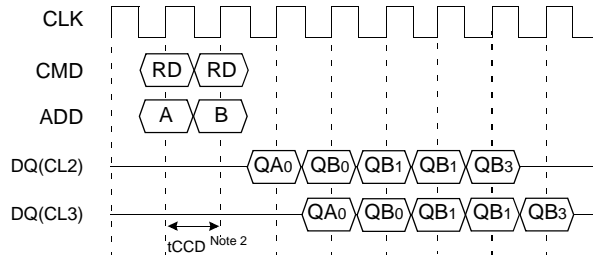 CLK
CMD RD RD
ADD A B
DQ(CL2) QA0 QB0 QB1 QB1 QB3
DQ(CL3) QA0 QB0 QB1 QB1 QB3
tCCD Note 2